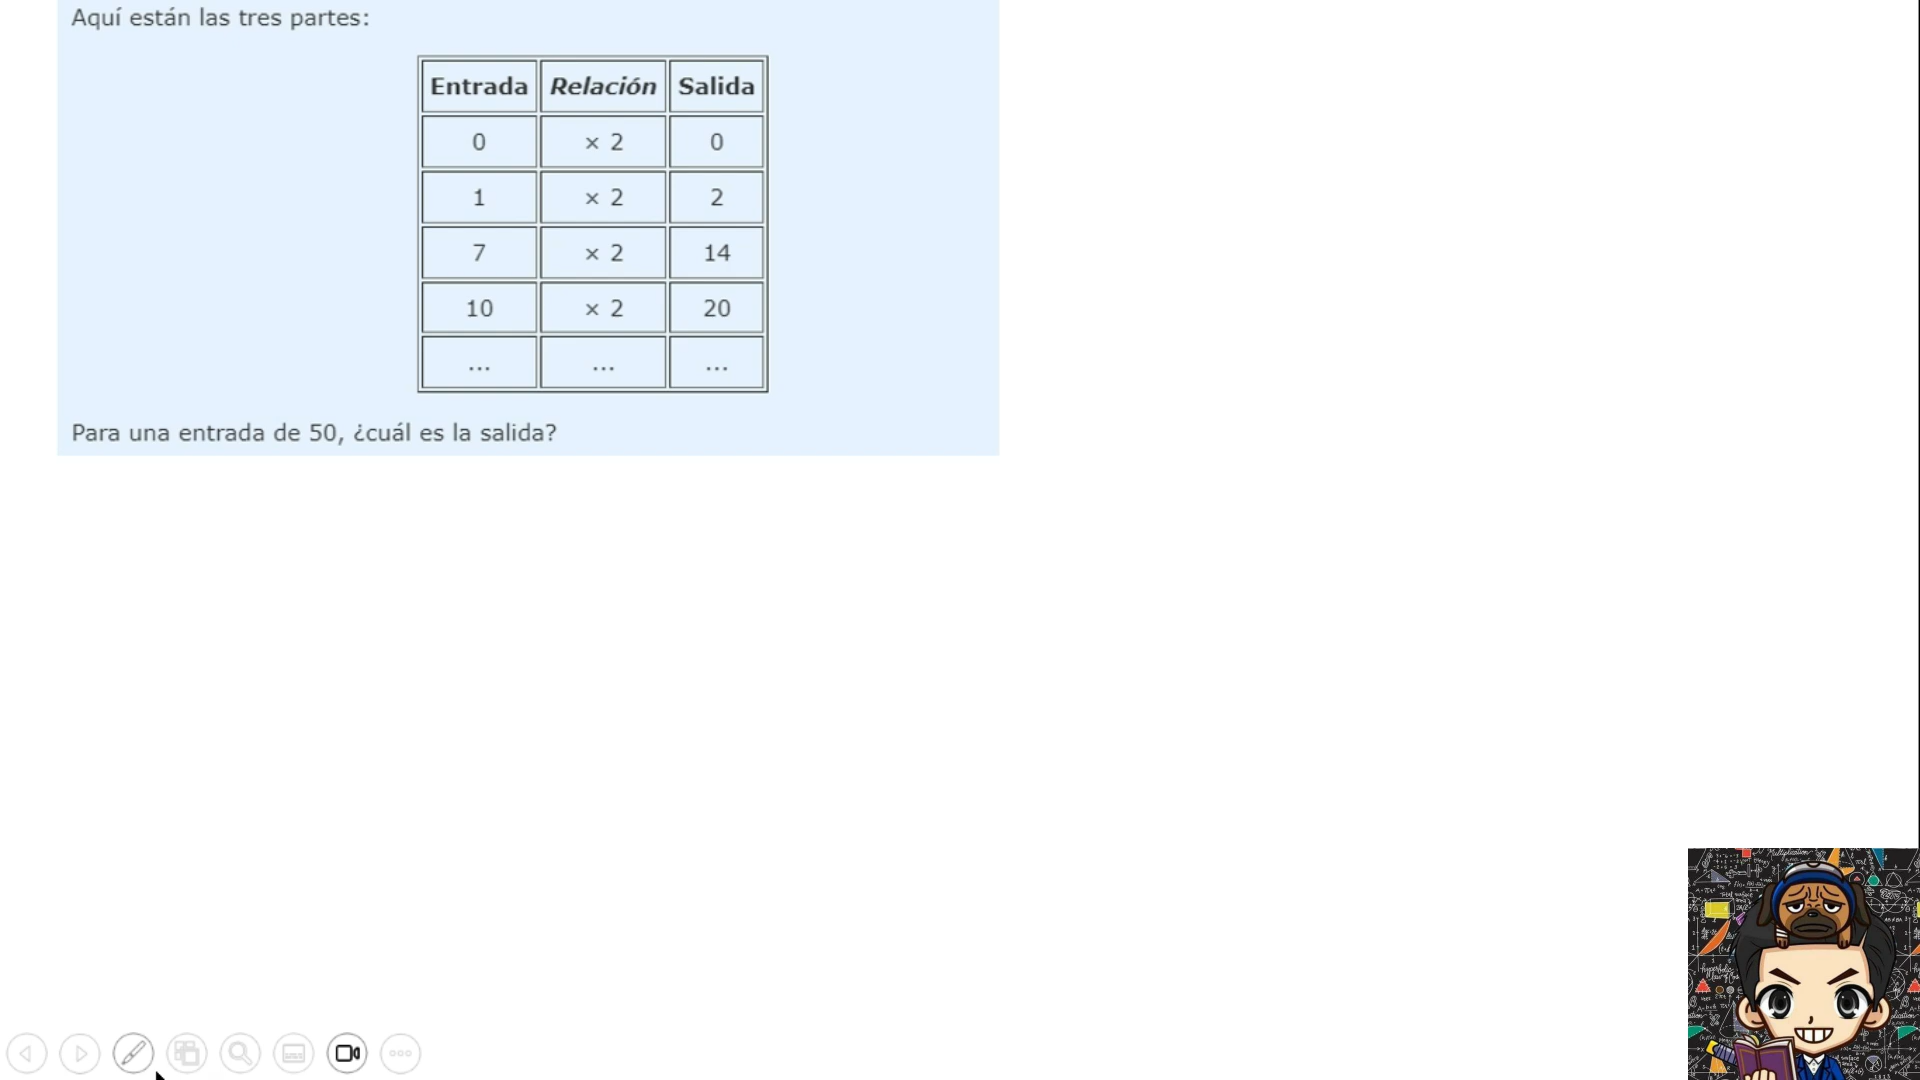 Aquí están las tres partes:
Entrada Relación Salida
0 × 2 0
1 × 2 2
7 × 2 14
10 × 2 20
... ... ...
Para una entrada de 50, ¿cuál es la salida?